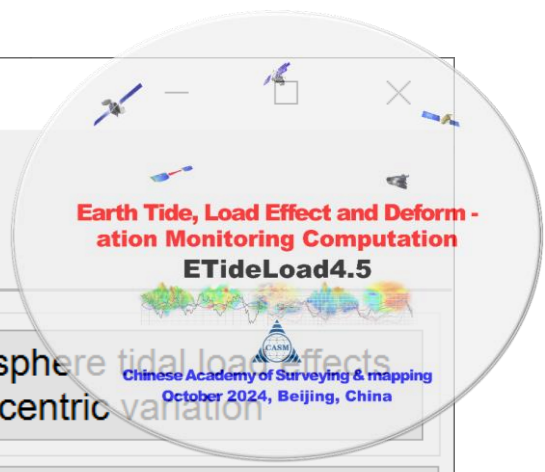 Earth Tide, Load Effect and Deform -
ation Monitoring Computation
ETideLoad4.5
CASM
sphere tidal load effects
Chinese Academy of Surveying & mapping
centric variation
October 2024, Beijing, China